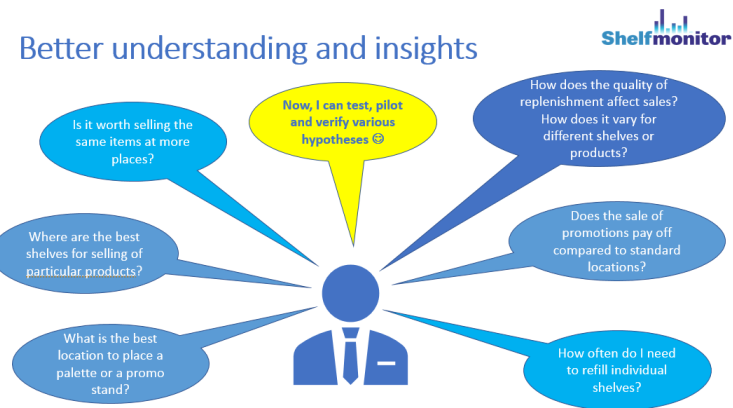 Shelfmonitor
Better understanding and insights
Now, I can test, pilot
and verify various
hypotheses 😊
Is it worth selling the
same items at more
places?
How does the quality of
replenishment affect sales?
How does it vary for
different shelves or
products?
Where are the best
shelves for selling of
particular products?
Does the sale of
promotions pay off
compared to standard
locations?
What is the best
location to place a
palette or a promo
stand?
How often do I need
to refill individual
shelves?